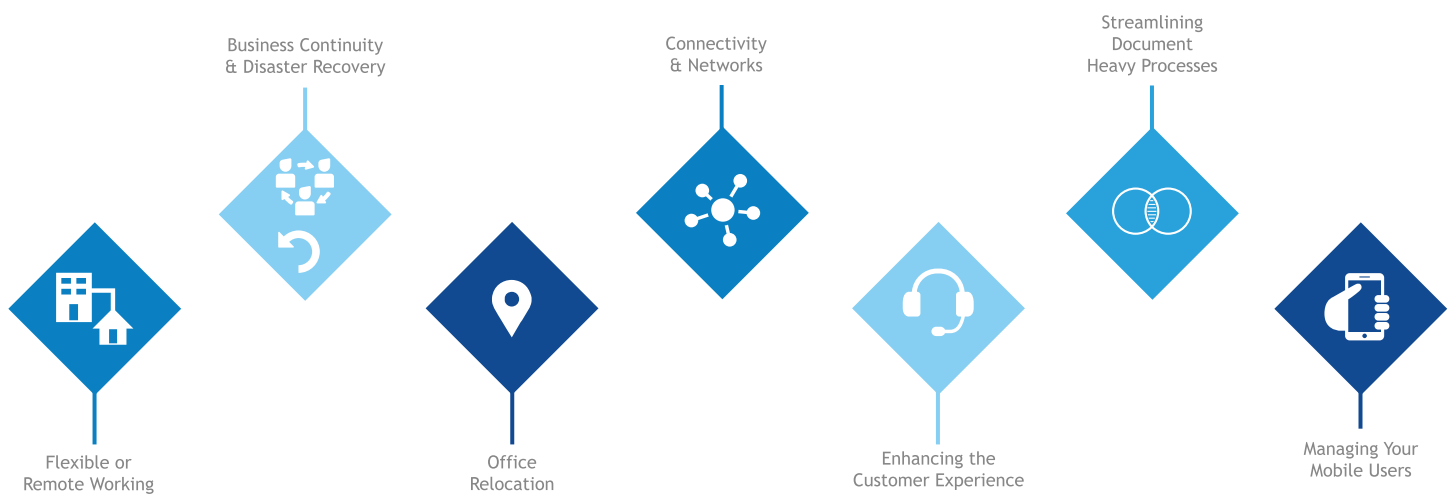 Flexible or
Remote Working
Business Continuity
& Disaster Recovery
Office
Relocation
Connectivity
& Networks
Enhancing the
Customer Experience
Streamlining
Document
Heavy Processes
Managing Your
Mobile Users